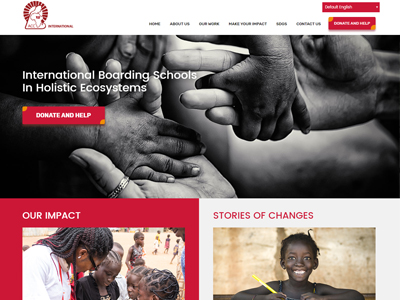 Default English
INTERNATIONAL
HOME
ABOUT US
OUR WORK
MAKE YOUR IMPACT
SDGS
CONTACT US
DONATE AND HELP
International Boarding Schools
In Holistic Ecosystems
DONATE AND HELP
OUR IMPACT
STORIES OF CHANGES